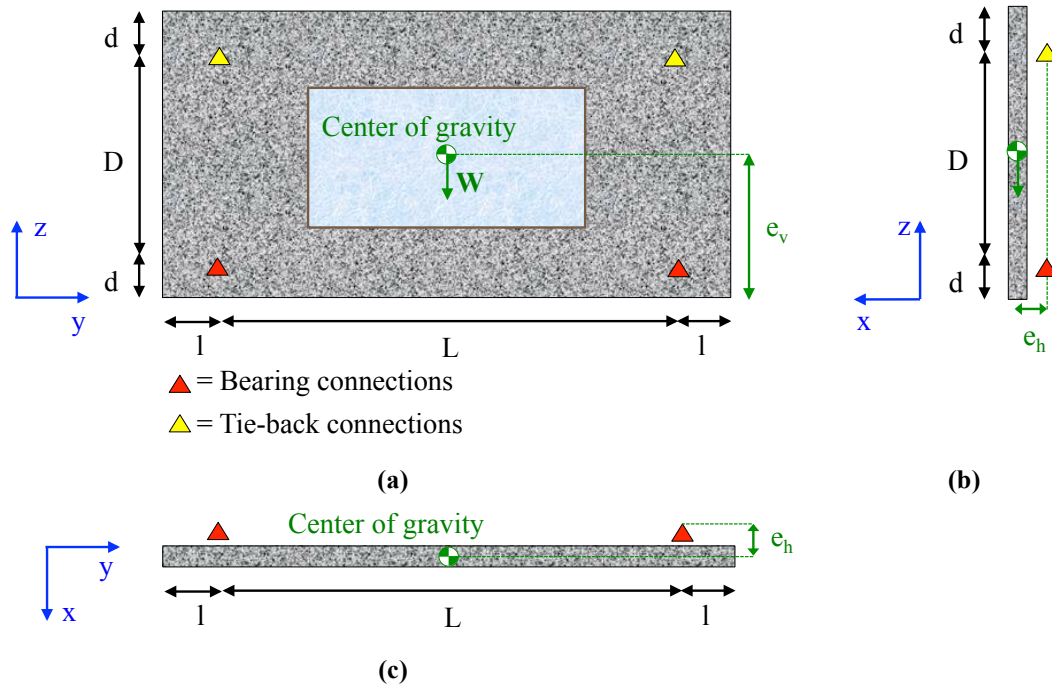 d
d
Center of gravity
D
W
D
z
e_v
z
d
d
y
x
l
L
l
e_h
= Bearing connections
= Tie-back connections
(a)
(b)
Center of gravity
e_h
y
l
L
l
x
(c)